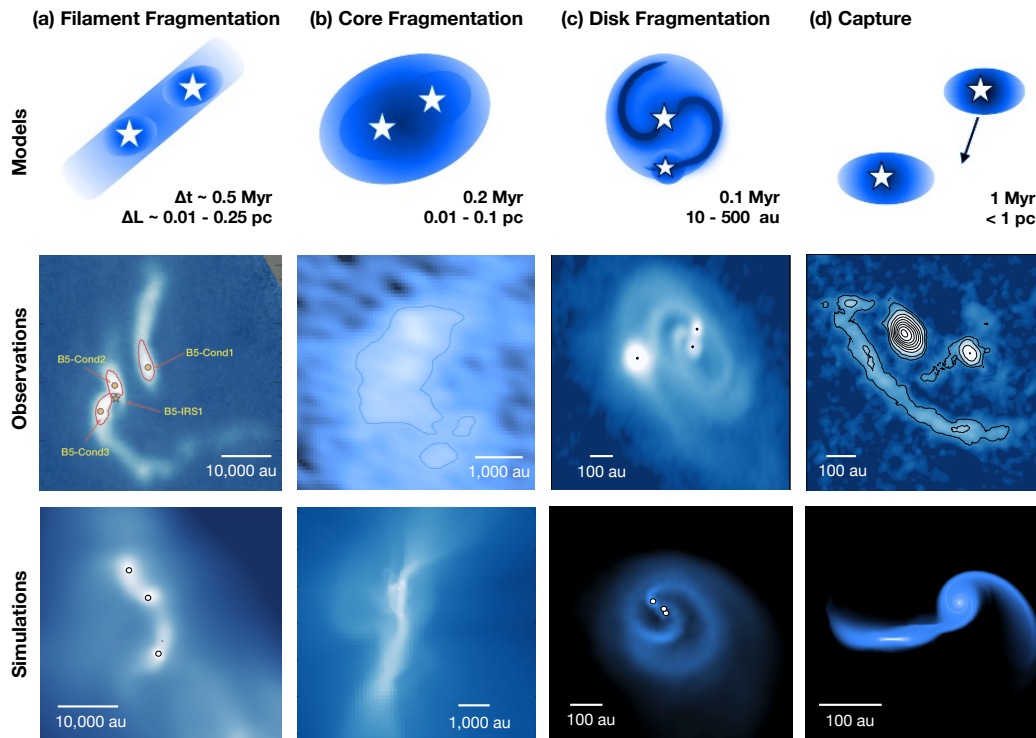 (a) Filament Fragmentation
(b) Core Fragmentation
(c) Disk Fragmentation
(d) Capture
Models
Δt ~ 0.5 Myr
ΔL ~ 0.01 - 0.25 pc
0.2 Myr
0.01 - 0.1 pc
0.1 Myr
10 - 500 au
1 Myr
< 1 pc
Observations
B5-Cond1
B5-Cond2
B5-IRS1
B5-Cond3
10,000 au
1,000 au
100 au
100 au
Simulations
10,000 au
1,000 au
100 au
100 au